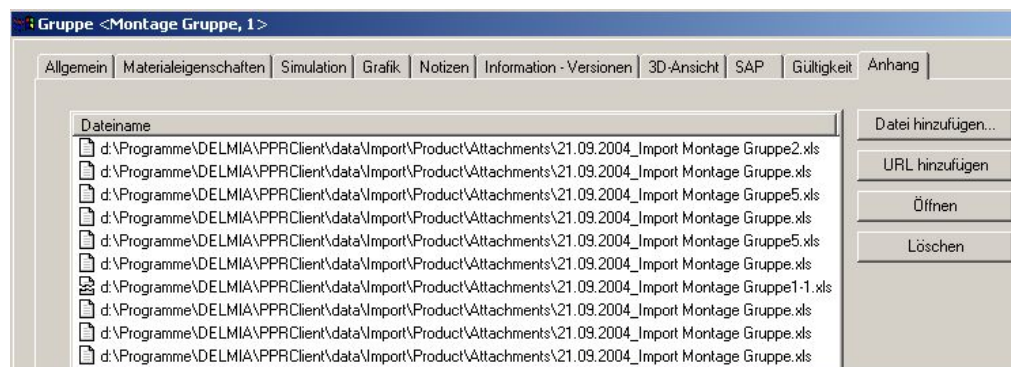 Gruppe <Montage Gruppe, 1>
Allgemein Materialeigenschaften Simulation Grafik Notizen Information - Versionen 3D-Ansicht SAP Gültigkeit Anhang
Dateiname
d:\Programme\DELMIA\PPRClient\data\Import\Product\Attachments\21.09.2004_Import Montage Gruppe2.xls
d:\Programme\DELMIA\PPRClient\data\Import\Product\Attachments\21.09.2004_Import Montage Gruppe.xls
d:\Programme\DELMIA\PPRClient\data\Import\Product\Attachments\21.09.2004_Import Montage Gruppe5.xls
d:\Programme\DELMIA\PPRClient\data\Import\Product\Attachments\21.09.2004_Import Montage Gruppe.xls
d:\Programme\DELMIA\PPRClient\data\Import\Product\Attachments\21.09.2004_Import Montage Gruppe5.xls
d:\Programme\DELMIA\PPRClient\data\Import\Product\Attachments\21.09.2004_Import Montage Gruppe.xls
d:\Programme\DELMIA\PPRClient\data\Import\Product\Attachments\21.09.2004_Import Montage Gruppe1-1.xls
d:\Programme\DELMIA\PPRClient\data\Import\Product\Attachments\21.09.2004_Import Montage Gruppe.xls
d:\Programme\DELMIA\PPRClient\data\Import\Product\Attachments\21.09.2004_Import Montage Gruppe.xls
d:\Programme\DELMIA\PPRClient\data\Import\Product\Attachments\21.09.2004_Import Montage Gruppe.xls
Datei hinzufügen...
URL hinzufügen
Öffnen
Löschen